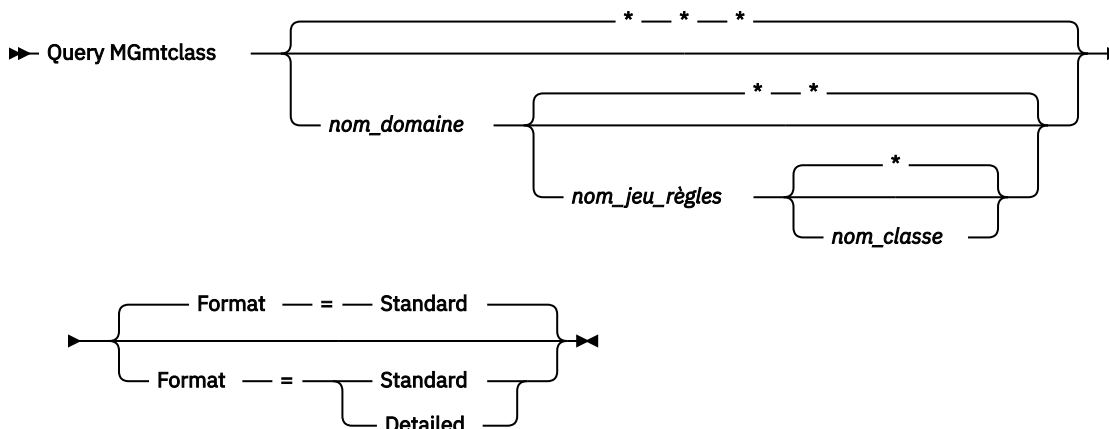 * * *
Query MGmtclass
* *
nom_domaine
*
nom_jeu_règles
nom_classe
Format = Standard
Format = Standard
Detailed